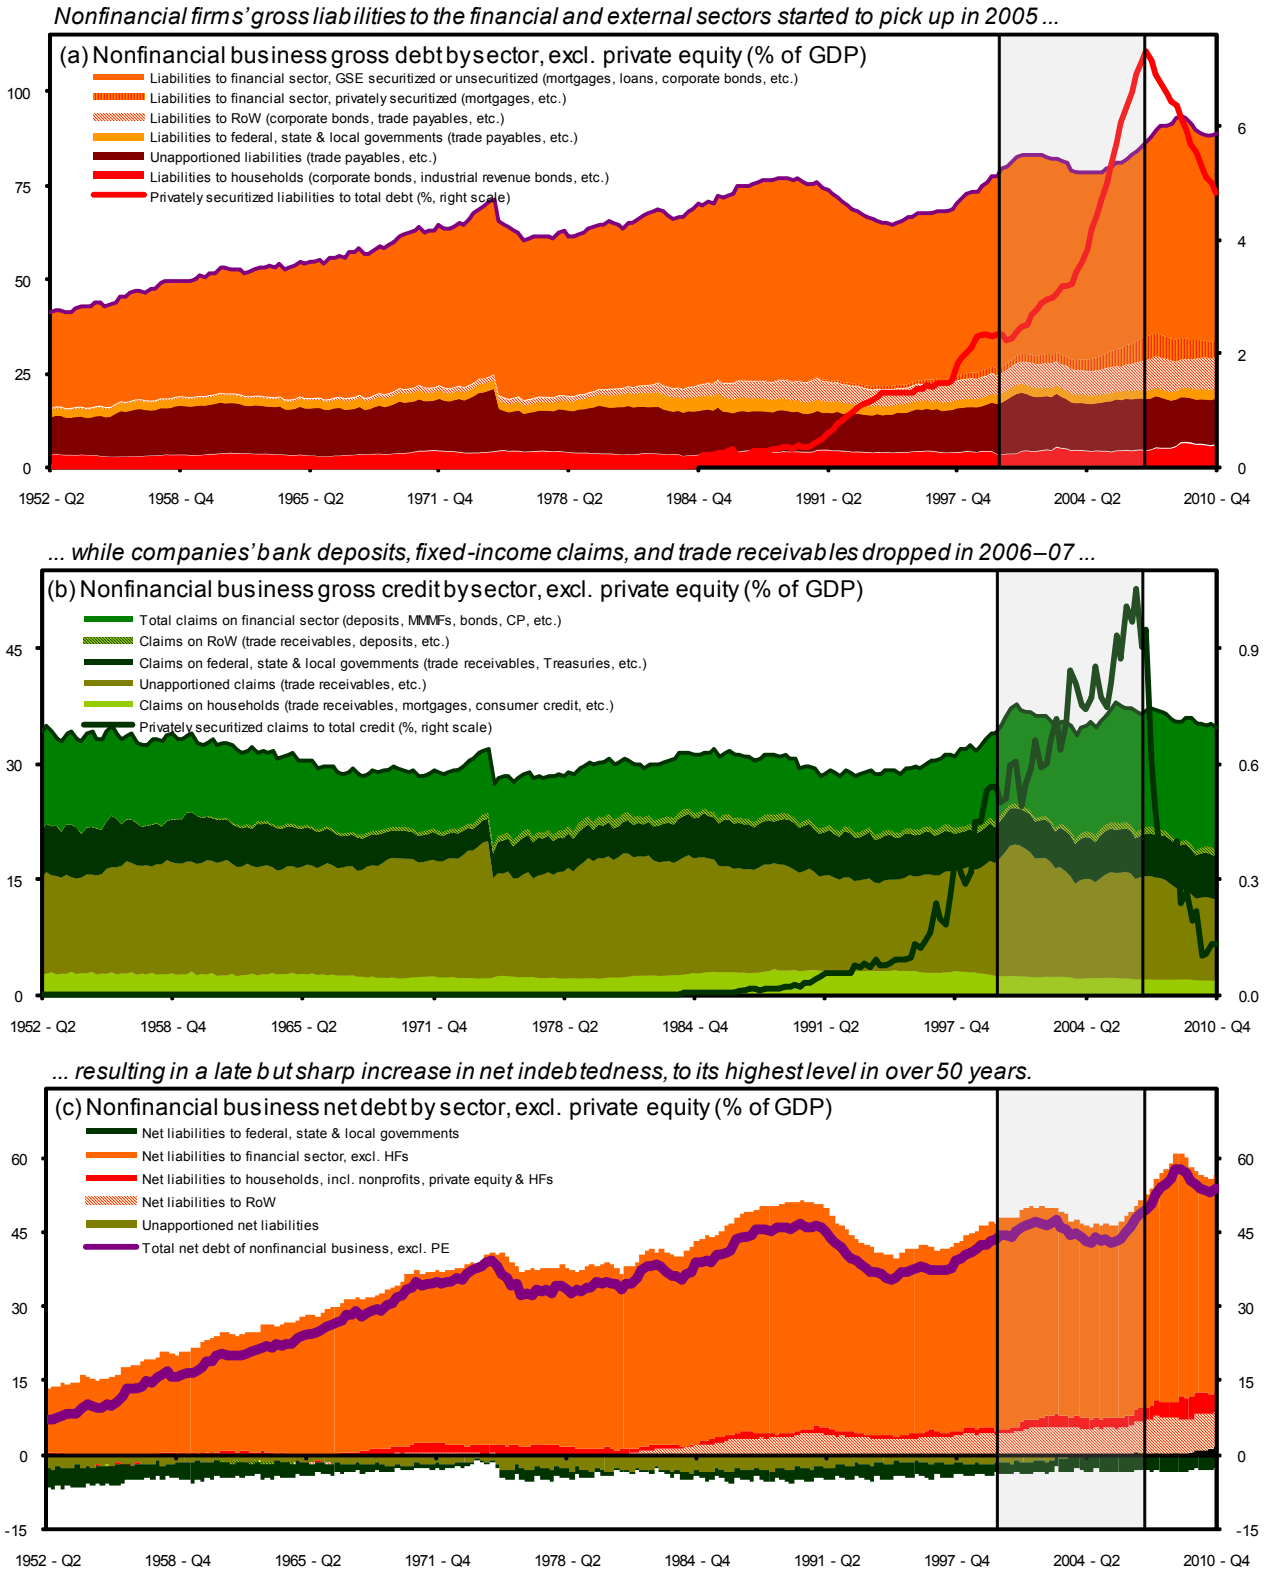 Nonfinancial firms' gross liabilities to the financial and external sectors started to pick up in 2005 ...
(a) Nonfinancial business gross debt by sector, excl. private equity (% of GDP)
Liabilities to financial sector, GSE securitized or unsecuritized (mortgages, loans, corporate bonds, etc.)
Liabilities to financial sector, privately securitized (mortgages, etc.)
Liabilities to RoW (corporate bonds, trade payables, etc.)
Liabilities to federal, state & local governments (trade payables, etc.)
Unapportioned liabilities (trade payables, etc.)
Liabilities to households (corporate bonds, industrial revenue bonds, etc.)
Privately securitized liabilities to total debt (%, right scale)
100
75
50
25
0
6
4
2
0
1952 - Q2 1958 - Q4 1965 - Q2 1971 - Q4 1978 - Q2 1984 - Q4 1991 - Q2 1997 - Q4 2004 - Q2 2010 - Q4
... while companies' bank deposits, fixed-income claims, and trade receivables dropped in 2006–07 ...
(b) Nonfinancial business gross credit by sector, excl. private equity (% of GDP)
Total claims on financial sector (deposits, MMMFs, bonds, CP, etc.)
Claims on RoW (trade receivables, deposits, etc.)
Claims on federal, state & local governments (trade receivables, Treasuries, etc.)
Unapportioned claims (trade receivables, etc.)
Claims on households (trade receivables, mortgages, consumer credit, etc.)
Privately securitized claims to total credit (%, right scale)
45
30
15
0
0.9
0.6
0.3
0.0
1952 - Q2 1958 - Q4 1965 - Q2 1971 - Q4 1978 - Q2 1984 - Q4 1991 - Q2 1997 - Q4 2004 - Q2 2010 - Q4
... resulting in a late but sharp increase in net indebtedness, to its highest level in over 50 years.
(c) Nonfinancial business net debt by sector, excl. private equity (% of GDP)
Net liabilities to federal, state & local governments
Net liabilities to financial sector, excl. HFs
Net liabilities to households, incl. nonprofits, private equity & HFs
Net liabilities to RoW
Unapportioned net liabilities
Total net debt of nonfinancial business, excl. PE
60
45
30
15
0
-15
60
45
30
15
0
-15
1952 - Q2 1958 - Q4 1965 - Q2 1971 - Q4 1978 - Q2 1984 - Q4 1991 - Q2 1997 - Q4 2004 - Q2 2010 - Q4